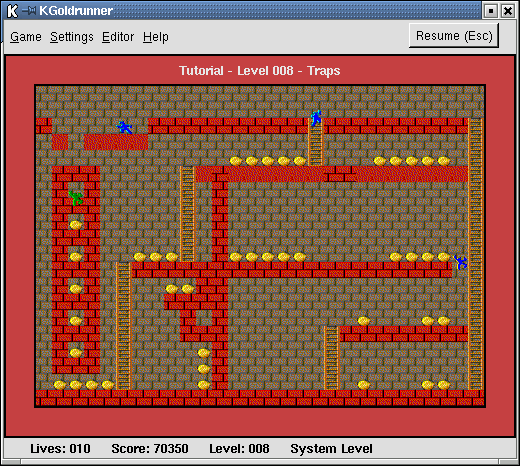 KGoldrunner
Game Settings Editor Help Resume (Esc)
Tutorial - Level 008 - Traps
Lives: 010 Score: 70350 Level: 008 System Level